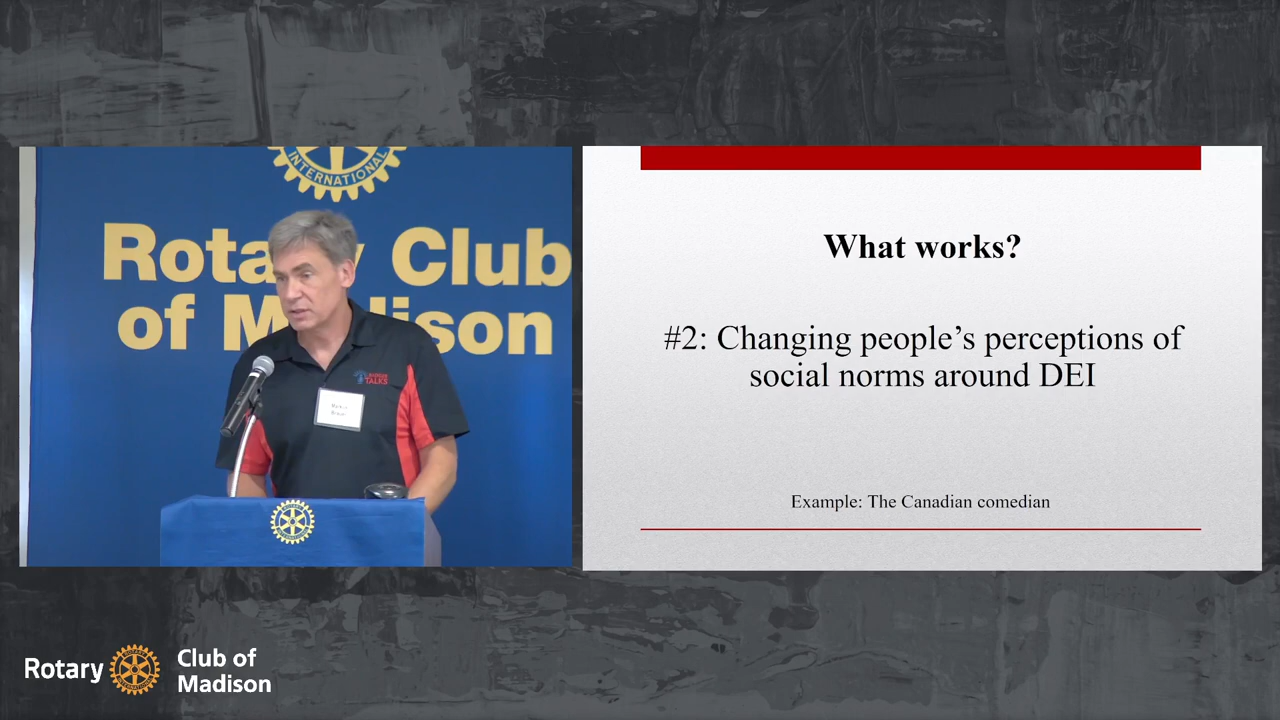 INTERNATIONAL
Rotary Club
of Madison
TALKS
What works?
#2: Changing people's perceptions of
social norms around DEI
Example: The Canadian comedian
Rotary
Club of
Madison